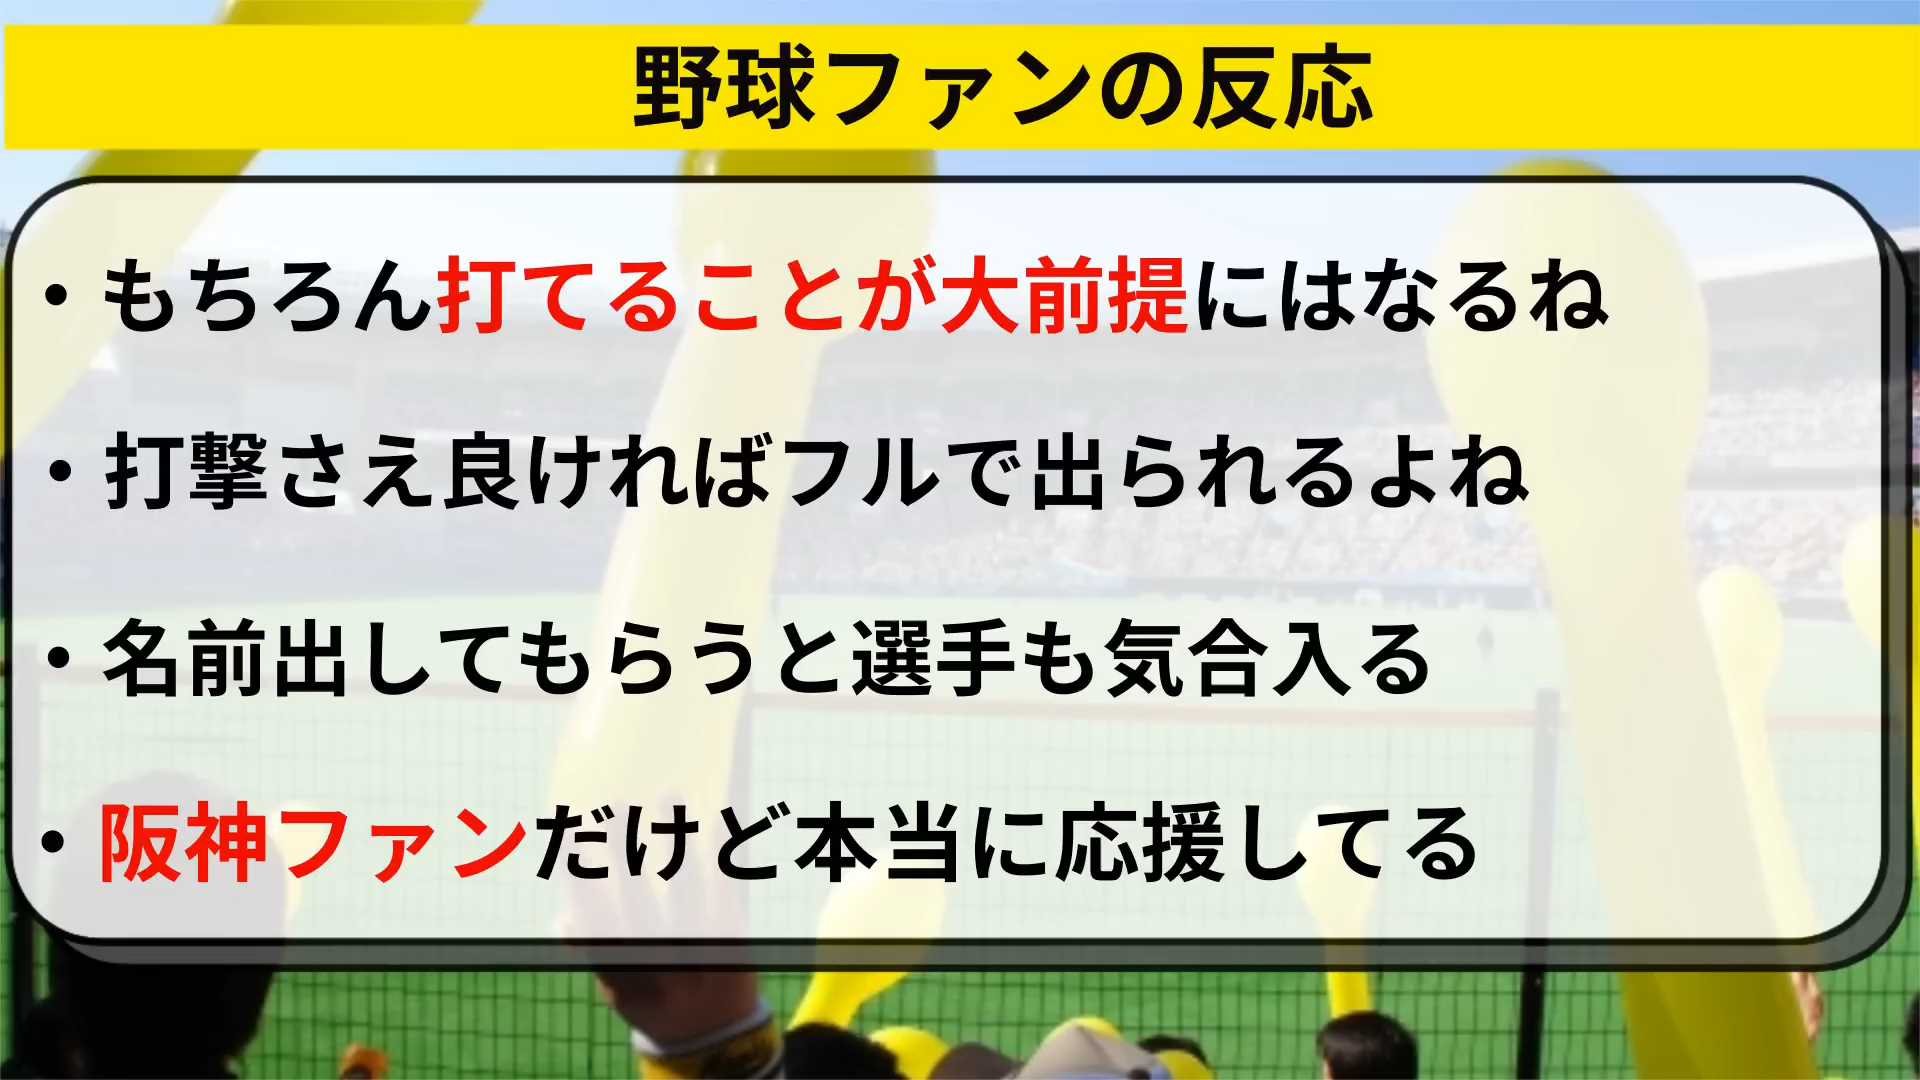 野球ファンの反応
・もちろん打てることが大前提にはなるね
・打撃さえ良ければフルで出られるよね
・名前出してもらうと選手も気合入る
・阪神ファンだけど本当に応援してる